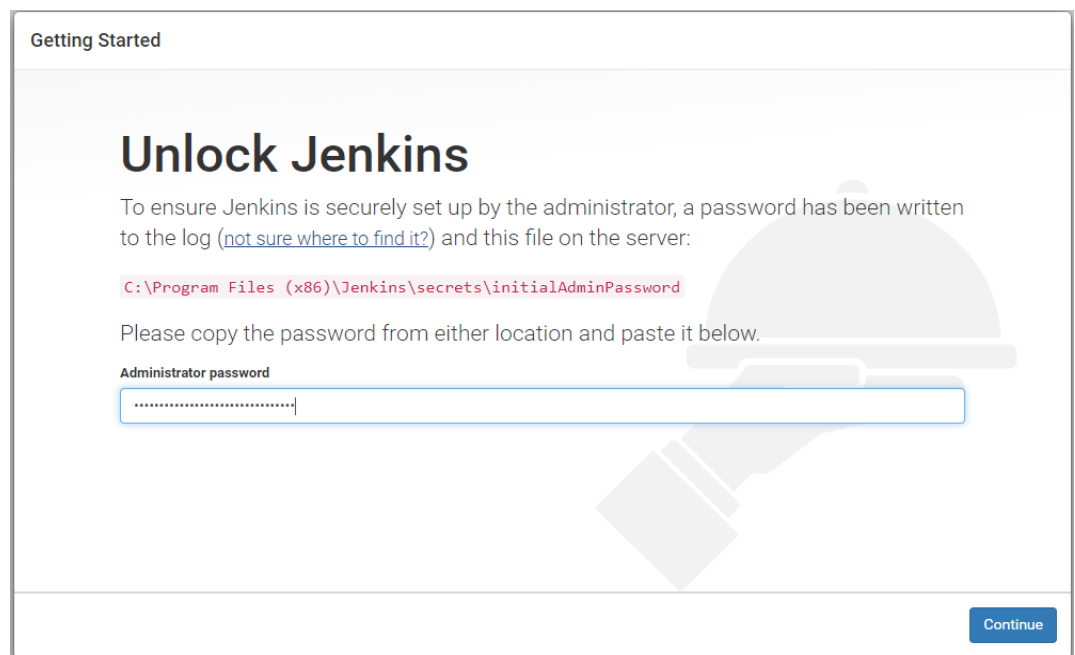 Getting Started
Unlock Jenkins
To ensure Jenkins is securely set up by the administrator, a password has been written
to the log (not sure where to find it?) and this file on the server:
C:\Program Files (x86)\Jenkins\secrets\initialAdminPassword
Please copy the password from either location and paste it below.
Administrator password
••••••••••••••••••••••••••••••••
Continue